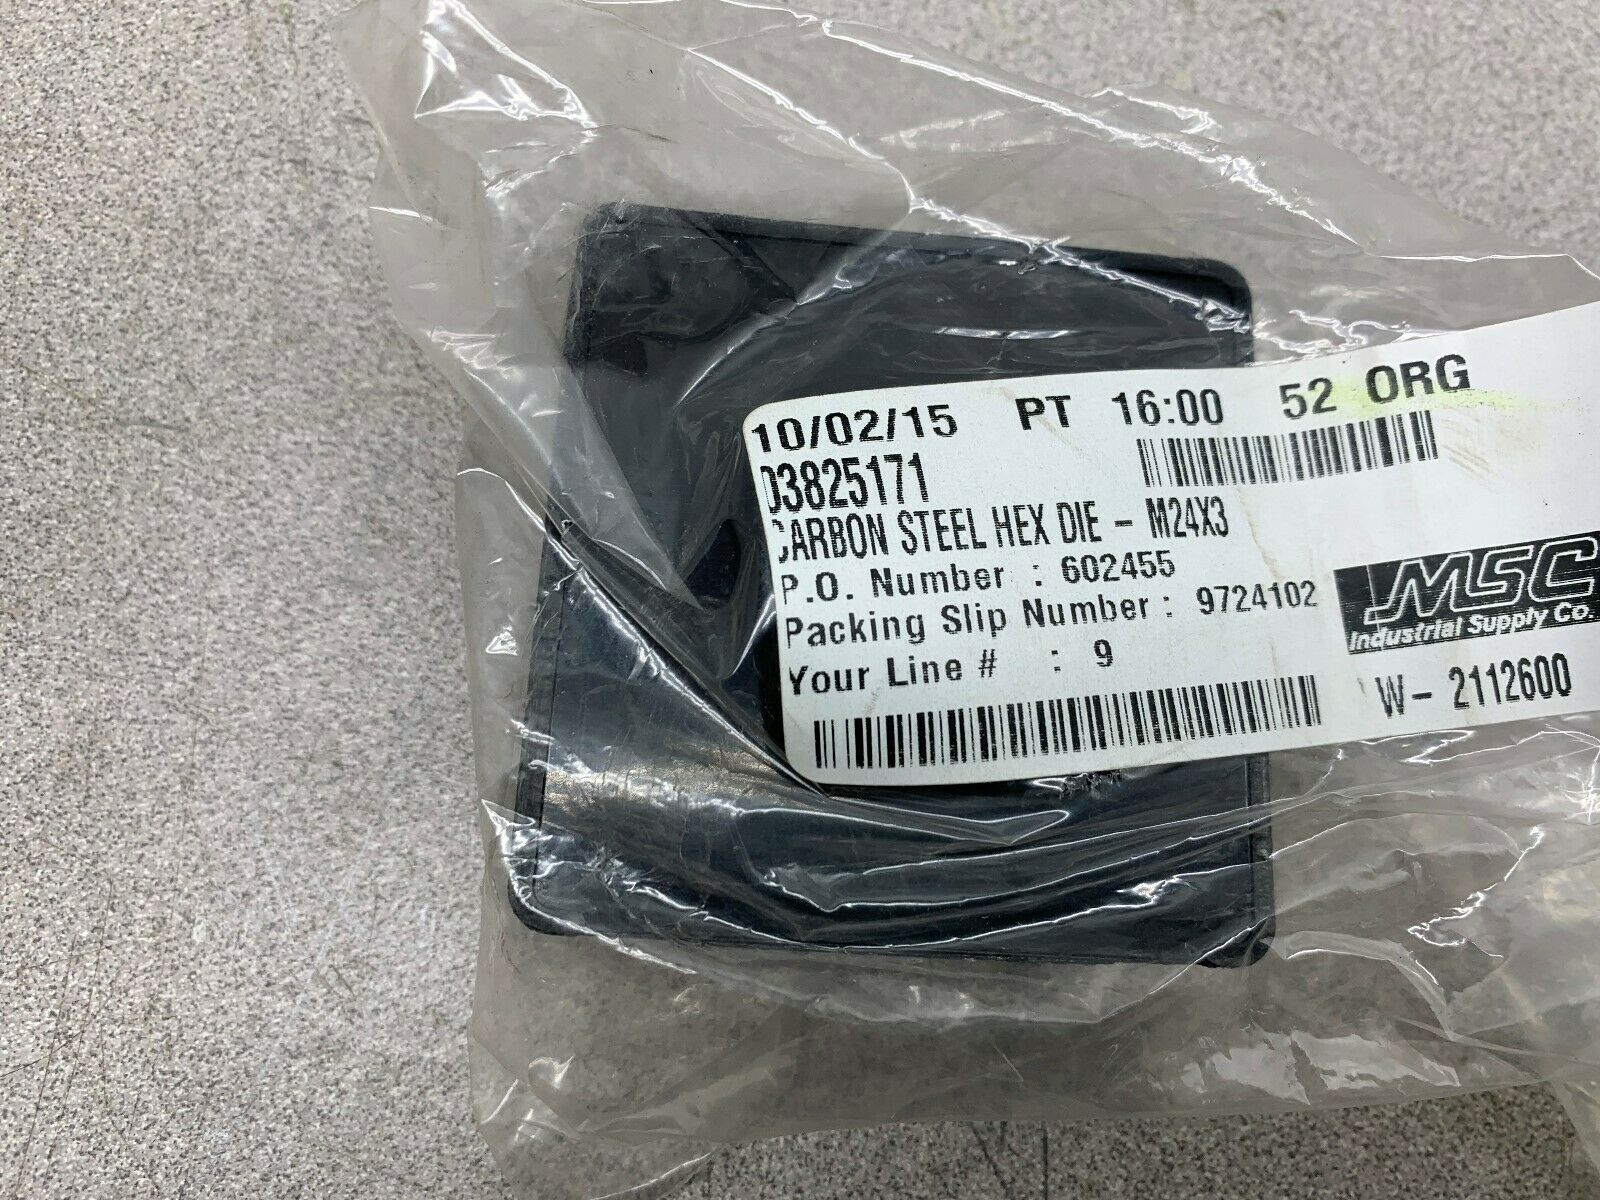 10/02/15 PT 16:00 52 ORG
03825171
CARBON STEEL HEX DIE - M24X3
P.O. Number : 602455
Packing Slip Number : 9724102
Your Line # : 9
MSC
Industrial Supply Co.
W- 2112600